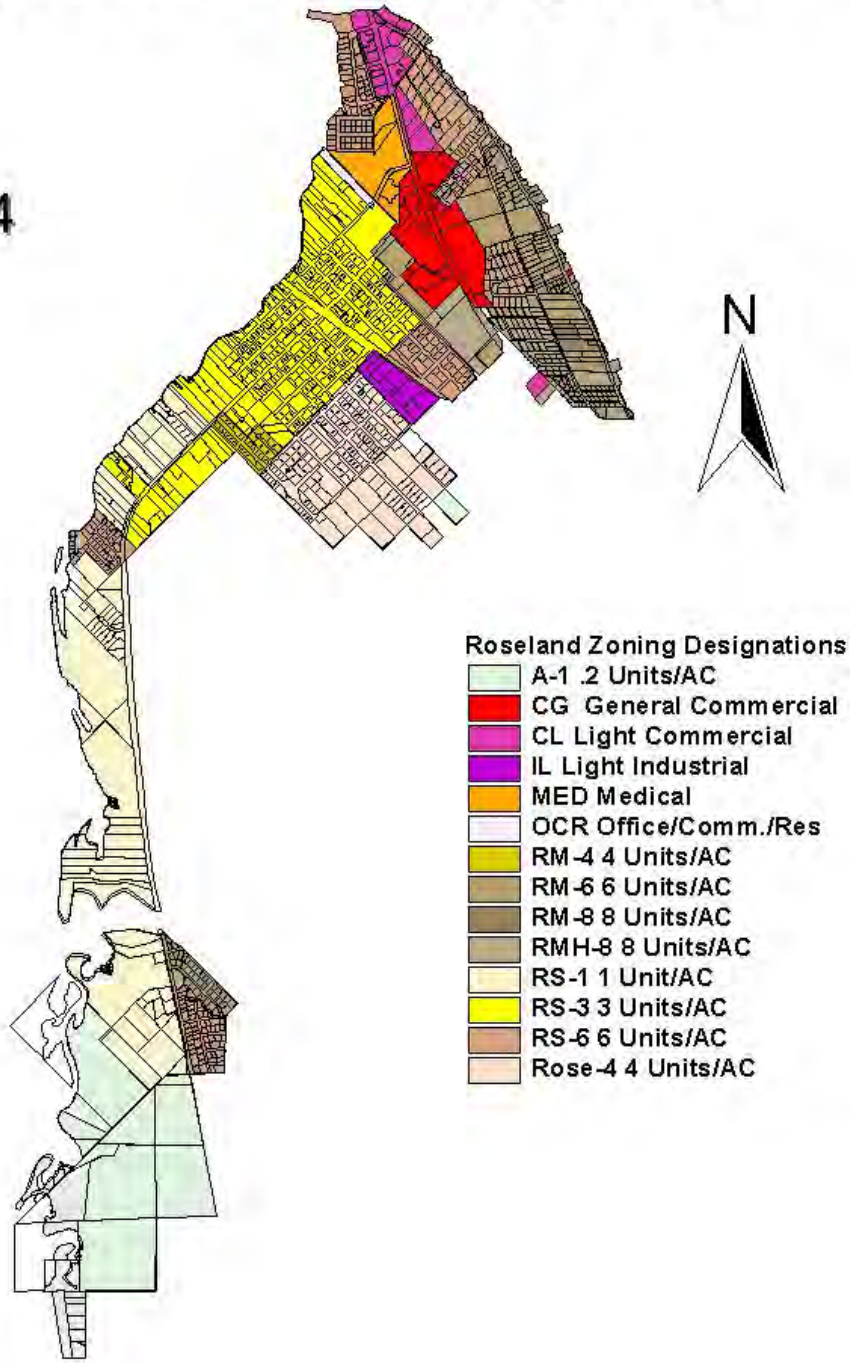 4
N
Roseland Zoning Designations
A-1 .2 Units/AC
CG General Commercial
CL Light Commercial
IL Light Industrial
MED Medical
OCR Office/Comm./Res
RM-4 4 Units/AC
RM-6 6 Units/AC
RM-8 8 Units/AC
RMH-8 8 Units/AC
RS-1 1 Unit/AC
RS-3 3 Units/AC
RS-6 6 Units/AC
Rose-4 4 Units/AC